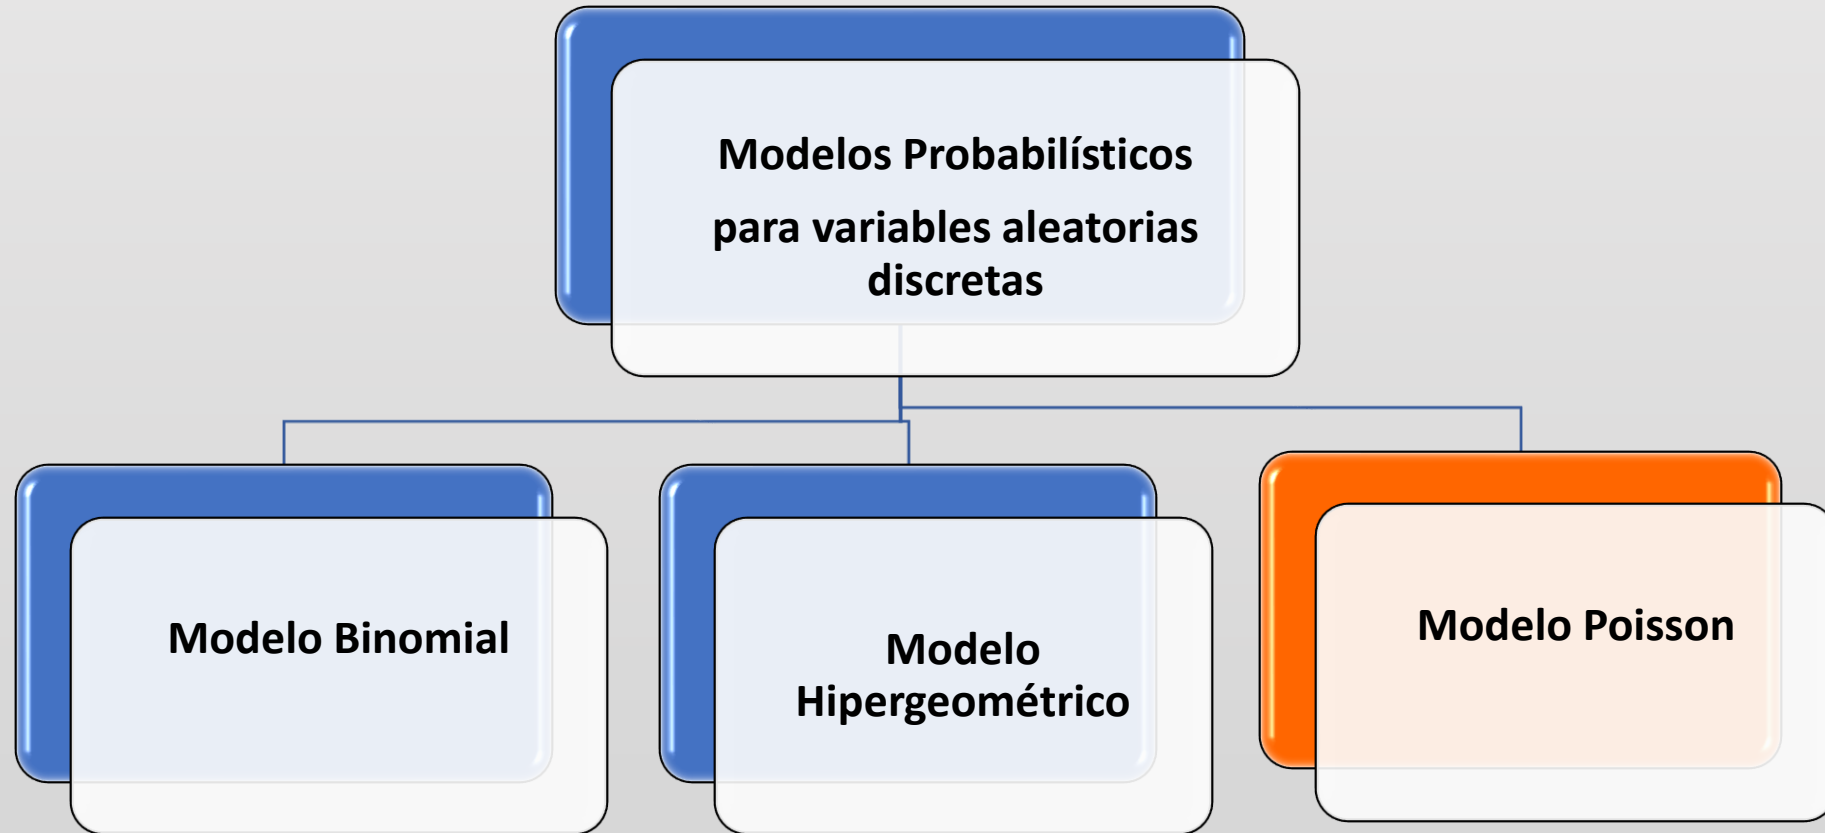 Modelos Probabilísticos
para variables aleatorias
discretas
Modelo Binomial
Modelo
Hipergeométrico
Modelo Poisson